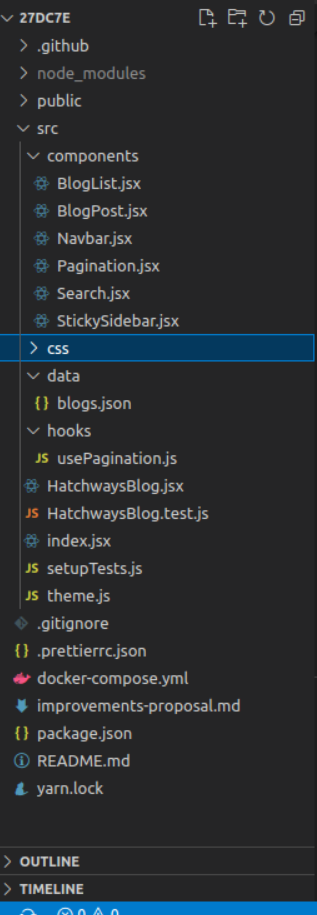 27DC7E
.github
node_modules
public
src
components
BlogList.jsx
BlogPost.jsx
Navbar.jsx
Pagination.jsx
Search.jsx
StickySidebar.jsx
css
data
{} blogs.json
hooks
JS usePagination.js
HatchwaysBlog.jsx
JS HatchwaysBlog.test.js
index.jsx
JS setupTests.js
JS theme.js
.gitignore
{} .prettierrc.json
docker-compose.yml
improvements-proposal.md
{} package.json
README.md
yarn.lock
OUTLINE
TIMELINE
0 0